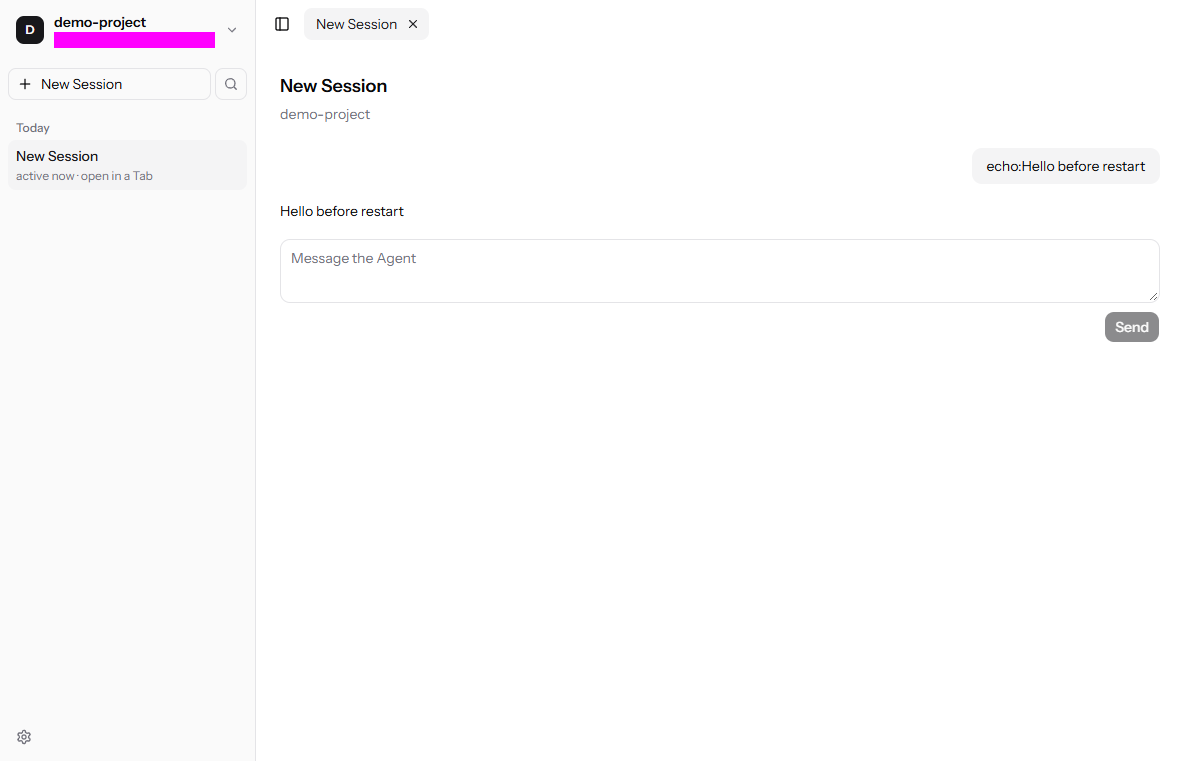 D
demo-project
New Session
Today
New Session
active now · open in a Tab
New Session
New Session
demo-project
echo:Hello before restart
Hello before restart
Message the Agent
Send